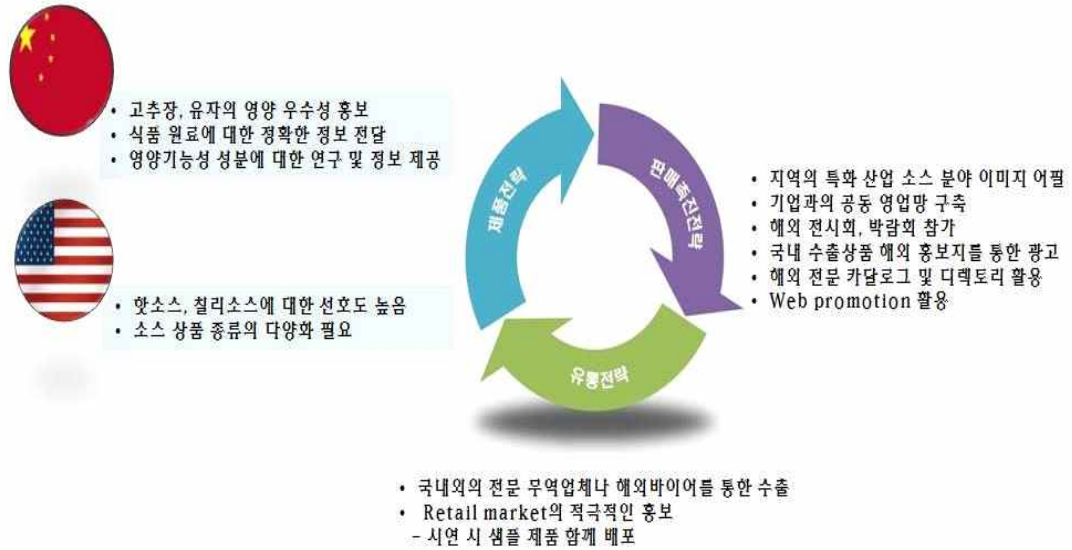 • 고추장, 유자의 영양 우수성 홍보
• 식품 원료에 대한 정확한 정보 전달
• 영양기능성 성분에 대한 연구 및 정보 제공
• 핫소스, 칠리소스에 대한 선호도 높음
• 소스 상품 종류의 다양화 필요
제품전략
판매촉진전략
유통전략
• 지역의 특화 산업 소스 분야 이미지 어필
• 기업과의 공동 영업망 구축
• 해외 전시회, 박람회 참가
• 국내 수출상품 해외 홍보지를 통한 광고
• 해외 전문 카달로그 및 디렉토리 활용
• Web promotion 활용
• 국내외의 전문 무역업체나 해외바이어를 통한 수출
• Retail market의 적극적인 홍보
– 시연 시 샘플 제품 함께 배포